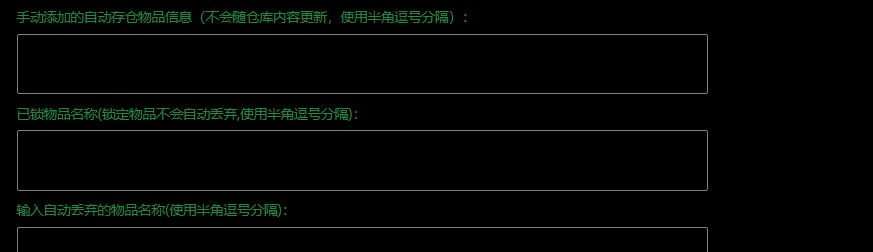 手动添加的自动存仓物品信息（不会随仓库内容更新，使用半角逗号分隔）：
已锁物品名称(锁定物品不会自动丢弃,使用半角逗号分隔)：
输入自动丢弃的物品名称(使用半角逗号分隔)：